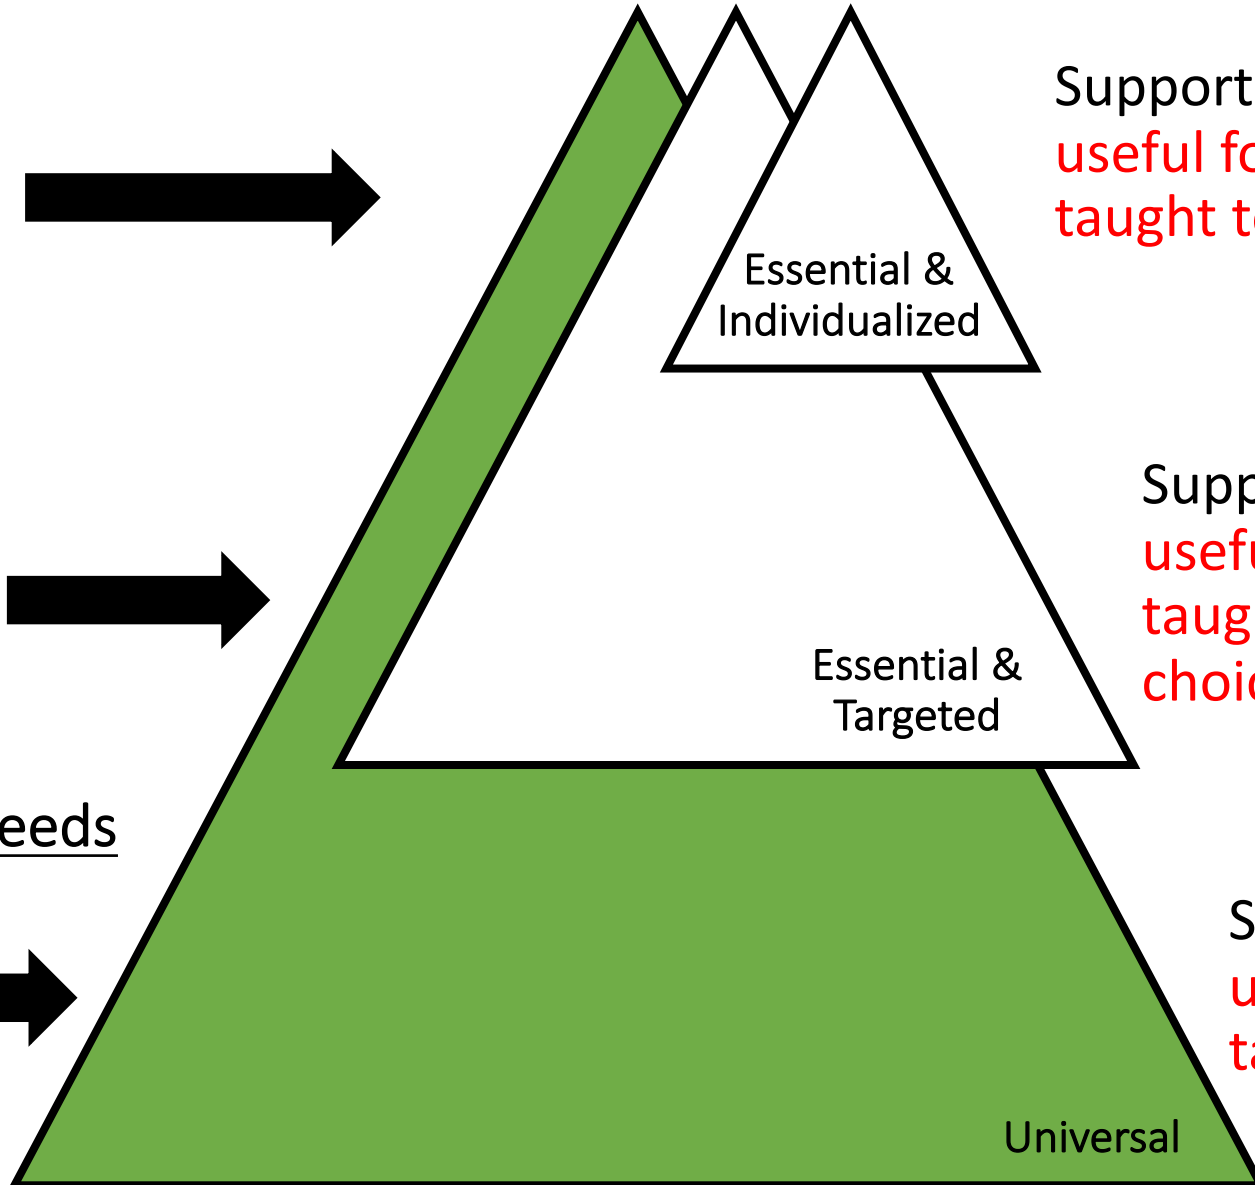 Support
useful fo
taught t
Essential &
Individualized
Supp
usefu
taug
choic
Essential &
Targeted
eeds
S
u
ta
Universal